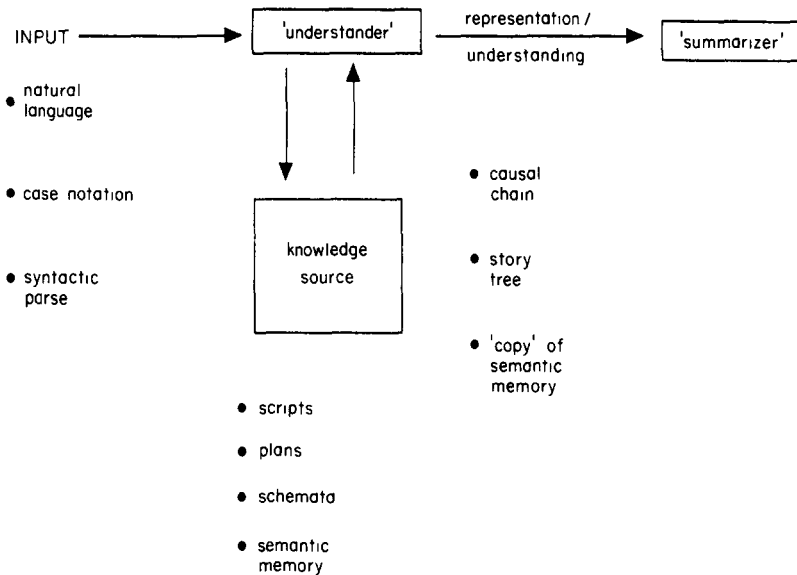 INPUT
'understander'
representation /
understanding
'summarizer'
• natural
language
• case notation
• syntactic
parse
knowledge
source
• scripts
• plans
• schemata
• semantic
memory
• causal
chain
• story
tree
• 'copy' of
semantic
memory